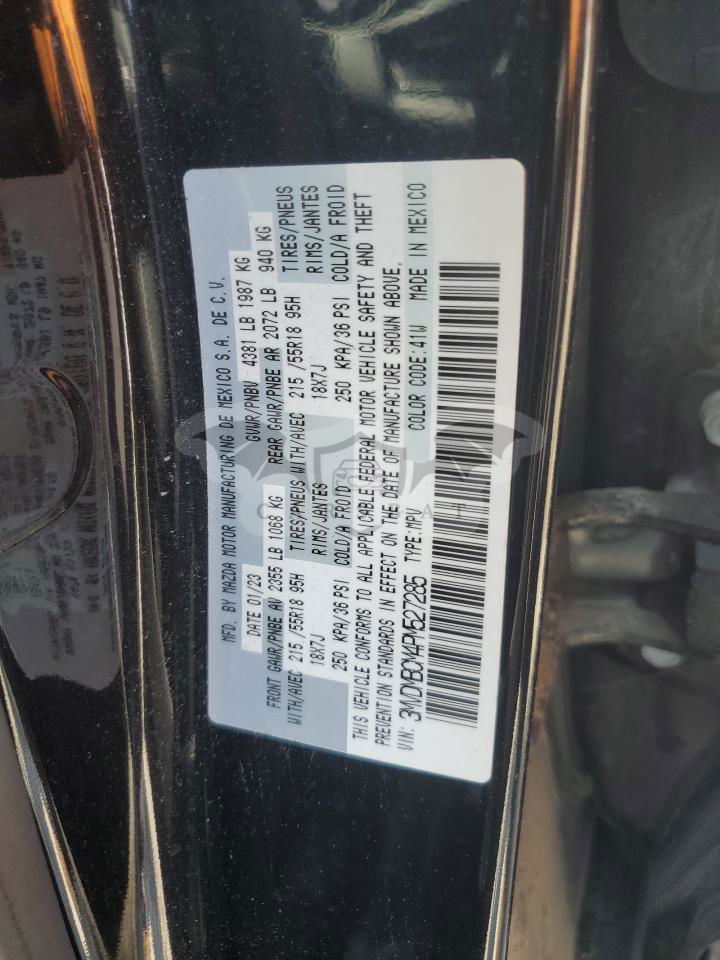 MFD. BY MAZDA MOTOR MANUFACTURING DE MEXICO S.A. DE C.V.
DATE 01/23 GVWR/PNBV 4381 LB 1987 KG
FRONT GAWR/PNBE AV 2355 LB 1068 KG REAR GAWR/PNBE AR 2072 LB 940 KG
WITH/AVEC 215 /55R18 95H TIRES/PNEUS WITH/AVEC 215 /55R18 95H TIRES/PNEUS
18X7J RIMS/JANTES 18X7J RIMS/JANTES
250 KPA/36 PSI COLD/A FROID 250 KPA/36 PSI COLD/A FROID
THIS VEHICLE CONFORMS TO ALL APPLICABLE FEDERAL MOTOR VEHICLE SAFETY AND THEFT
PREVENTION STANDARDS IN EFFECT ON THE DATE OF MANUFACTURE SHOWN ABOVE.
VIN: 3MVDMBCM4PM527285 TYPE:MPV COLOR CODE:41W MADE IN MEXICO